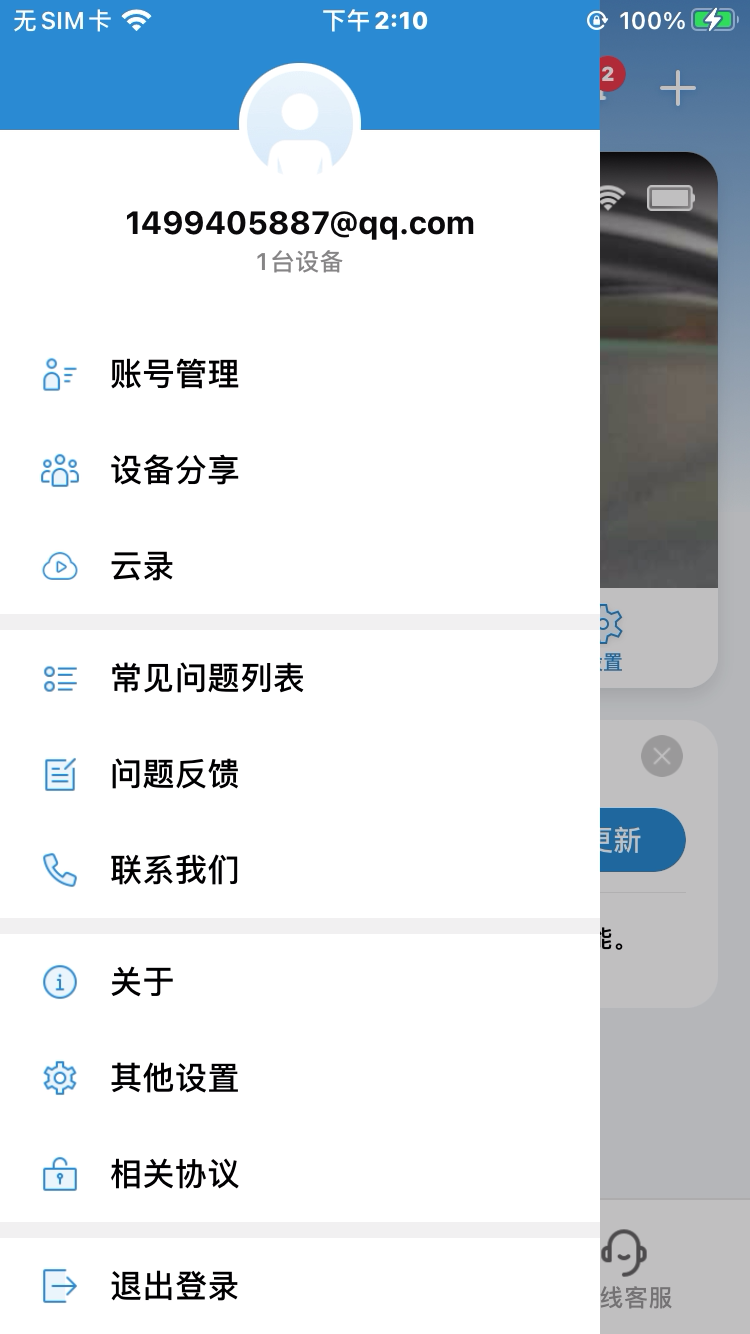 无SIM卡 下午2:10 100%
2
1499405887@qq.com
1台设备
账号管理
设备分享
云录
常见问题列表
置
问题反馈
更新
联系我们
能。
关于
其他设置
相关协议
线客服
退出登录